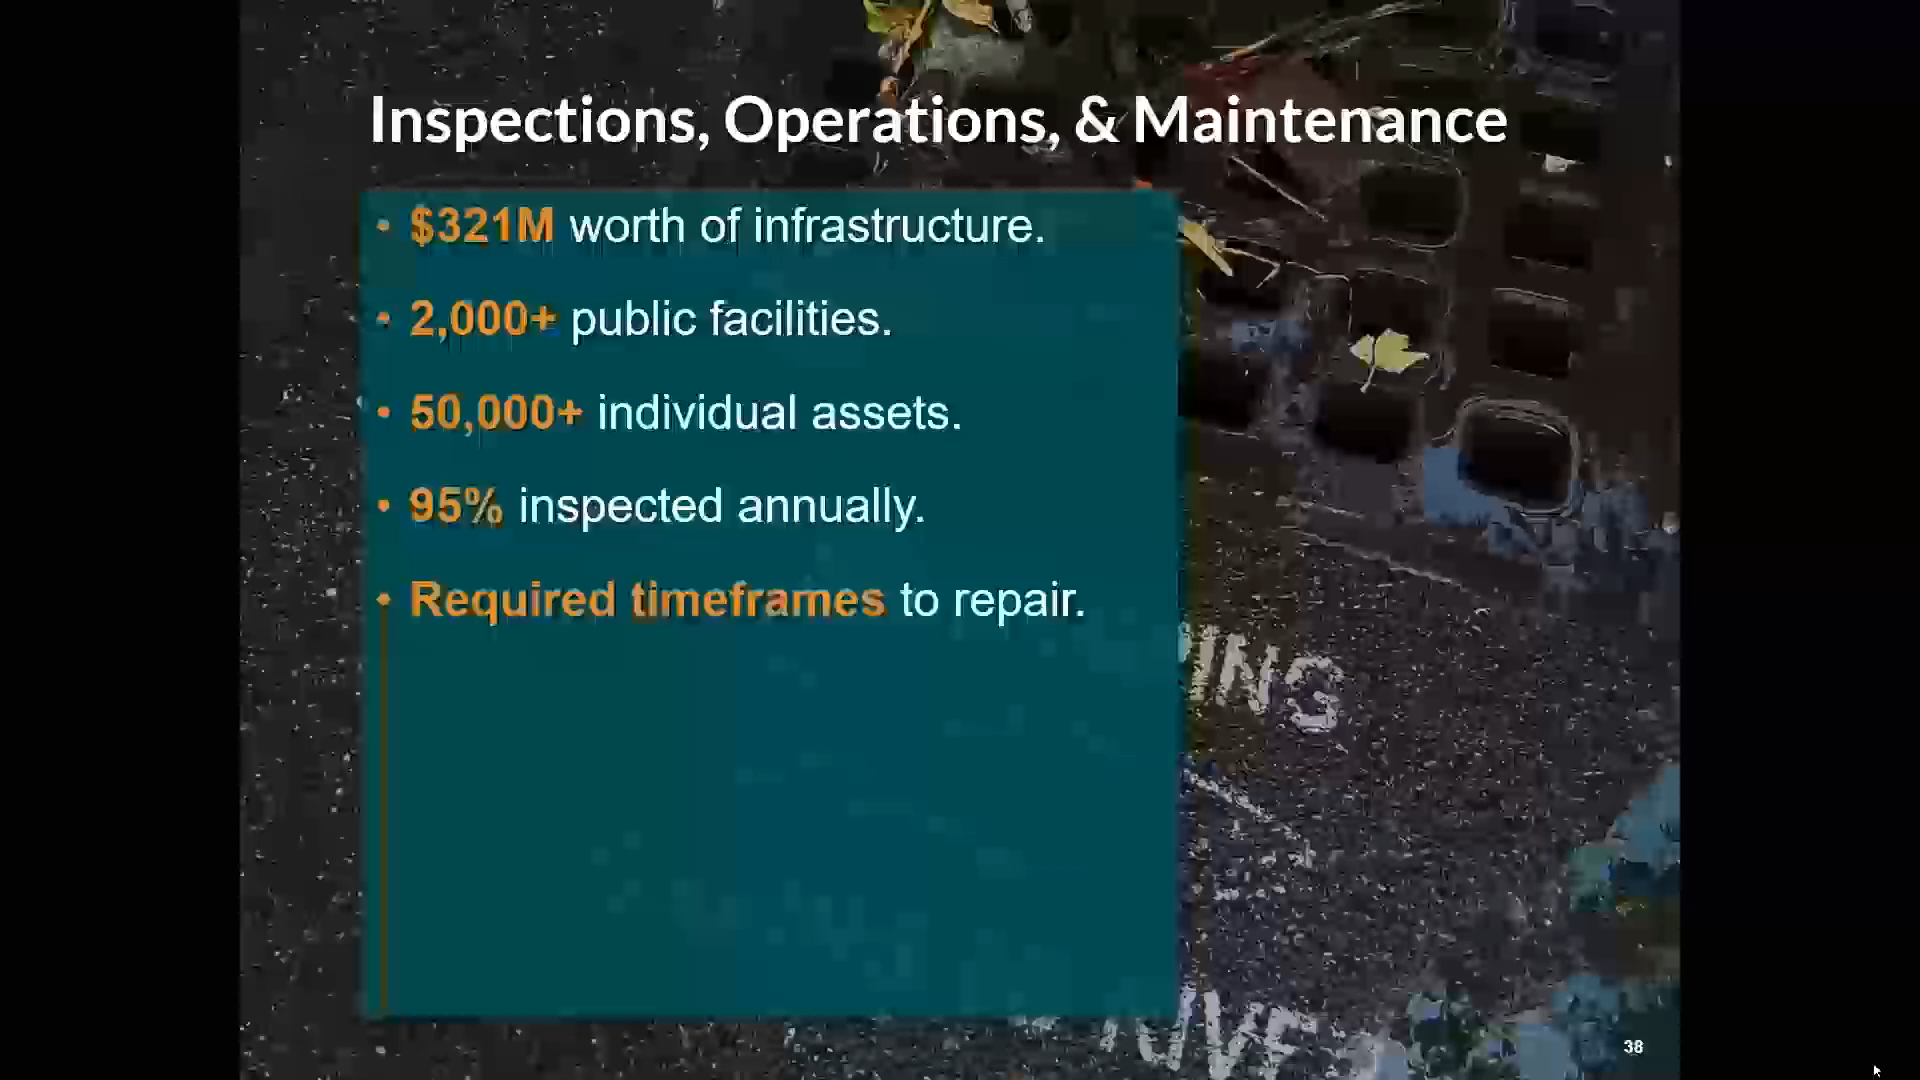 Inspections, Operations, & Maintenance
• $321M worth of infrastructure.
• 2,000+ public facilities.
• 50,000+ individual assets.
• 95% inspected annually.
• Required timeframes to repair.
38